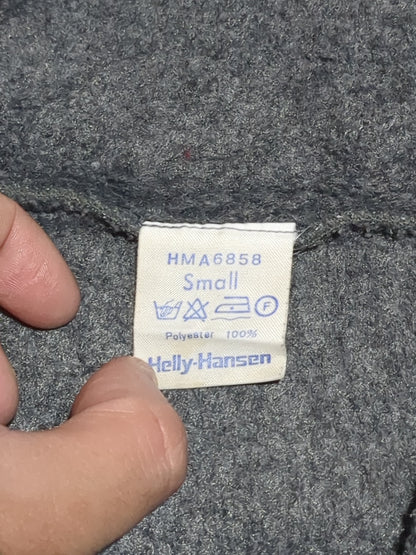 HMA6858
Small
F
Polyester 100%
Helly-Hansen